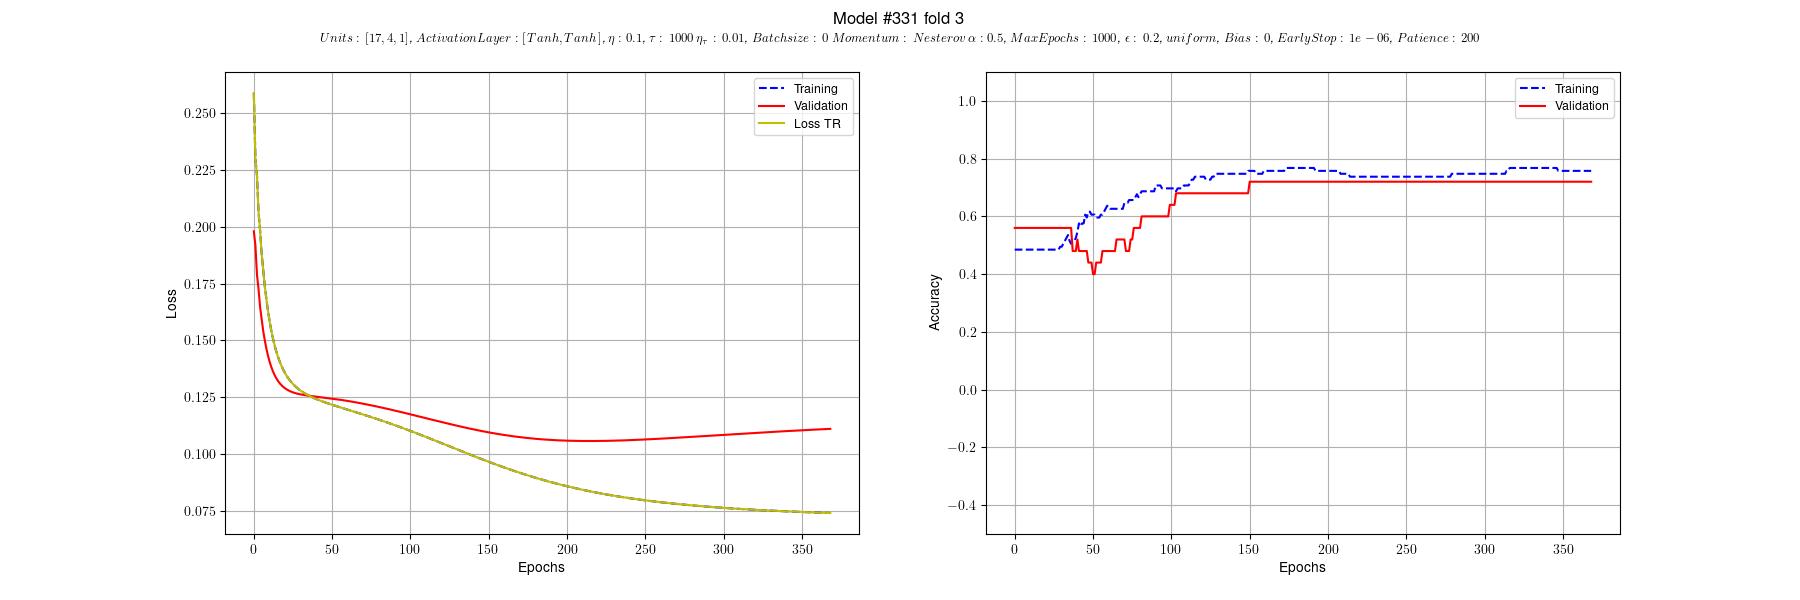 Model #331 fold 3
Units : [17, 4, 1], ActivationLayer : [Tanh, Tanh], η : 0.1, τ : 1000 η_τ : 0.01, Batchsize : 0 Momentum : Nesterov α : 0.5, MaxEpochs : 1000, ϵ : 0.2, uniform, Bias : 0, EarlyStop : 1e − 06, Patience : 200
Training
Validation
Loss TR
0.250
0.225
0.200
0.175
0.150
0.125
0.100
0.075
Loss
0 50 100 150 200 250 300 350
Epochs
Training
Validation
1.0
0.8
0.6
0.4
0.2
0.0
−0.2
−0.4
Accuracy
0 50 100 150 200 250 300 350
Epochs